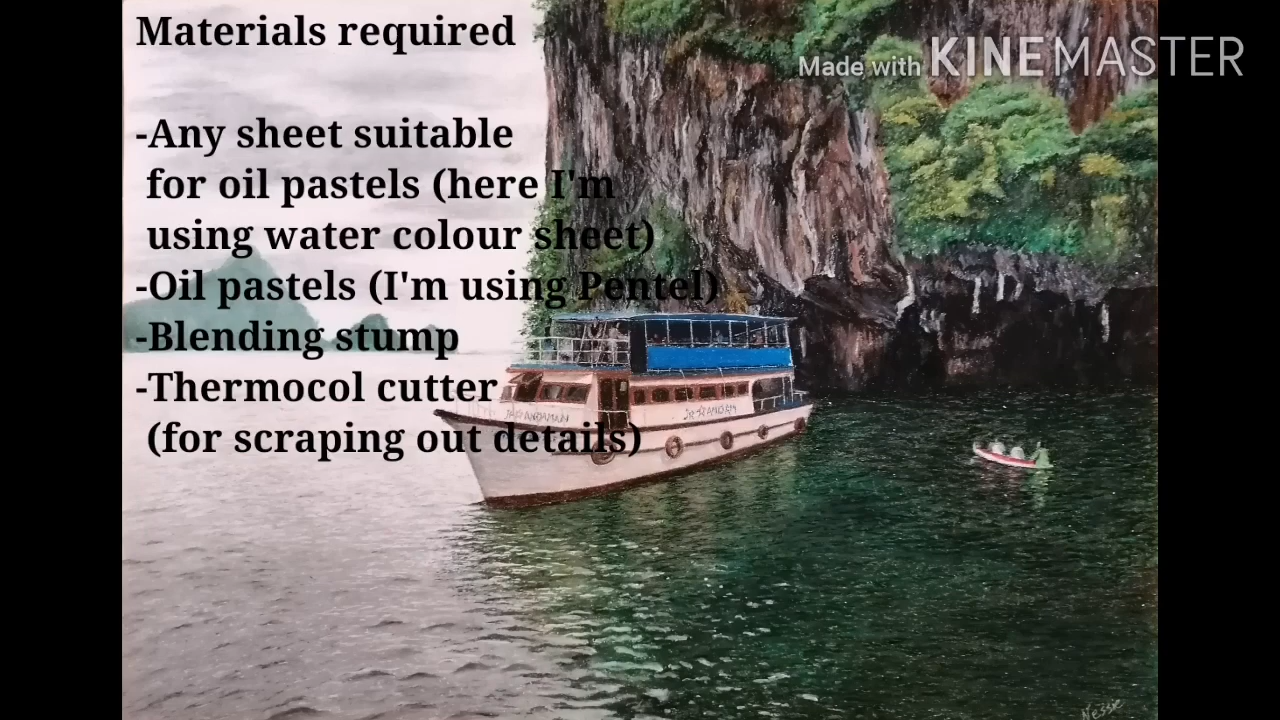 Materials required
Made with KINEMASTER
-Any sheet suitable
for oil pastels (here I'm
using water colour sheet)
-Oil pastels (I'm using Pentel)
-Blending stump
-Thermocol cutter
(for scraping out details)